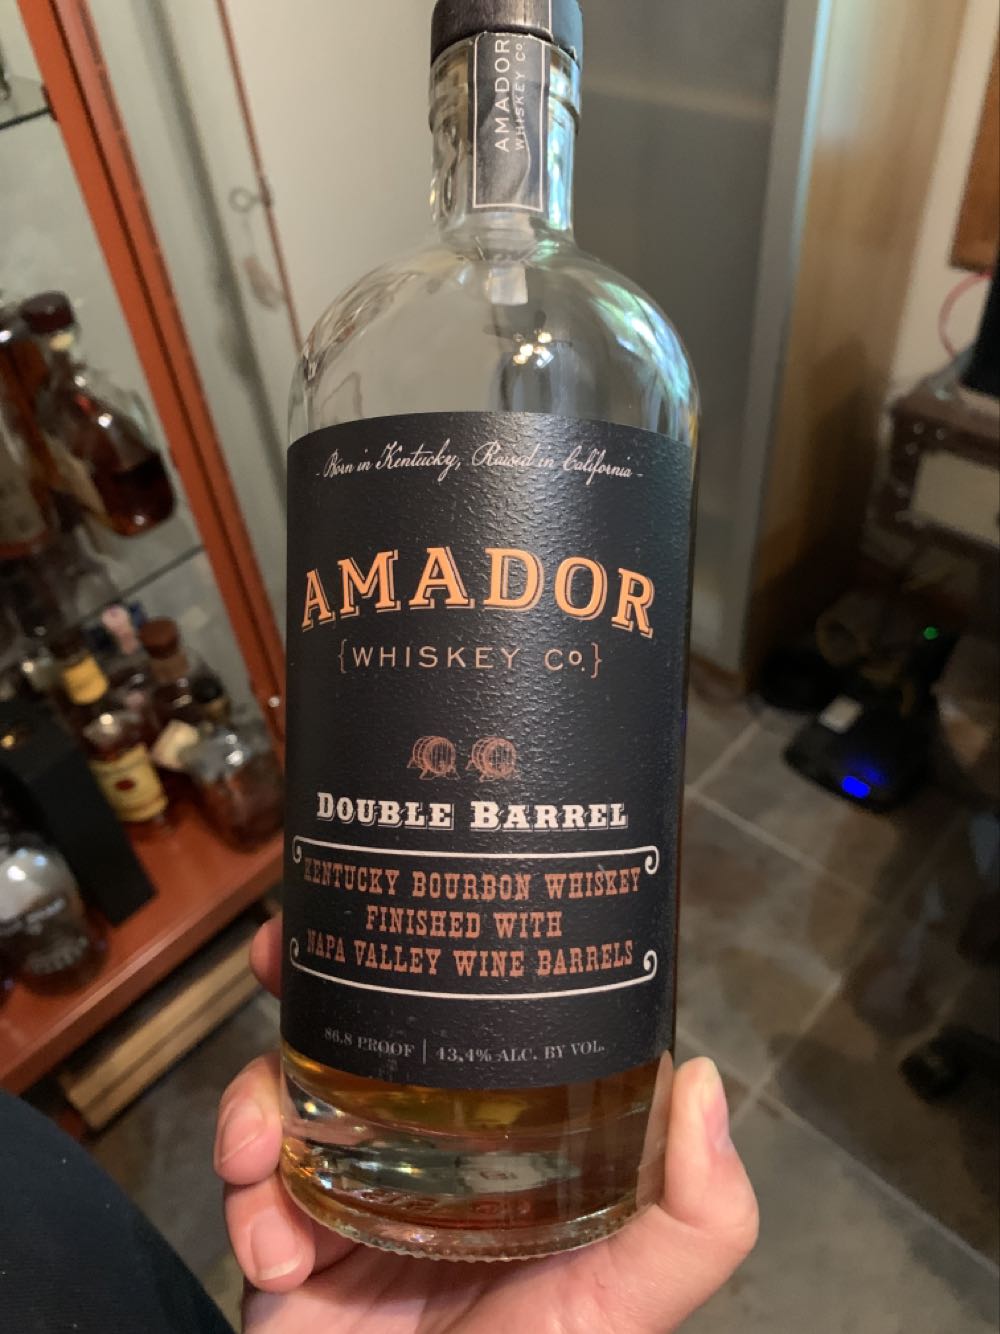 AMADOR
WHISKEY Co.
- Born in Kentucky, Raised in California -
AMADOR
{WHISKEY Co.}
DOUBLE BARREL
KENTUCKY BOURBON WHISKEY
FINISHED WITH
NAPA VALLEY WINE BARRELS
86.8 PROOF | 43.4% ALC. BY VOL.